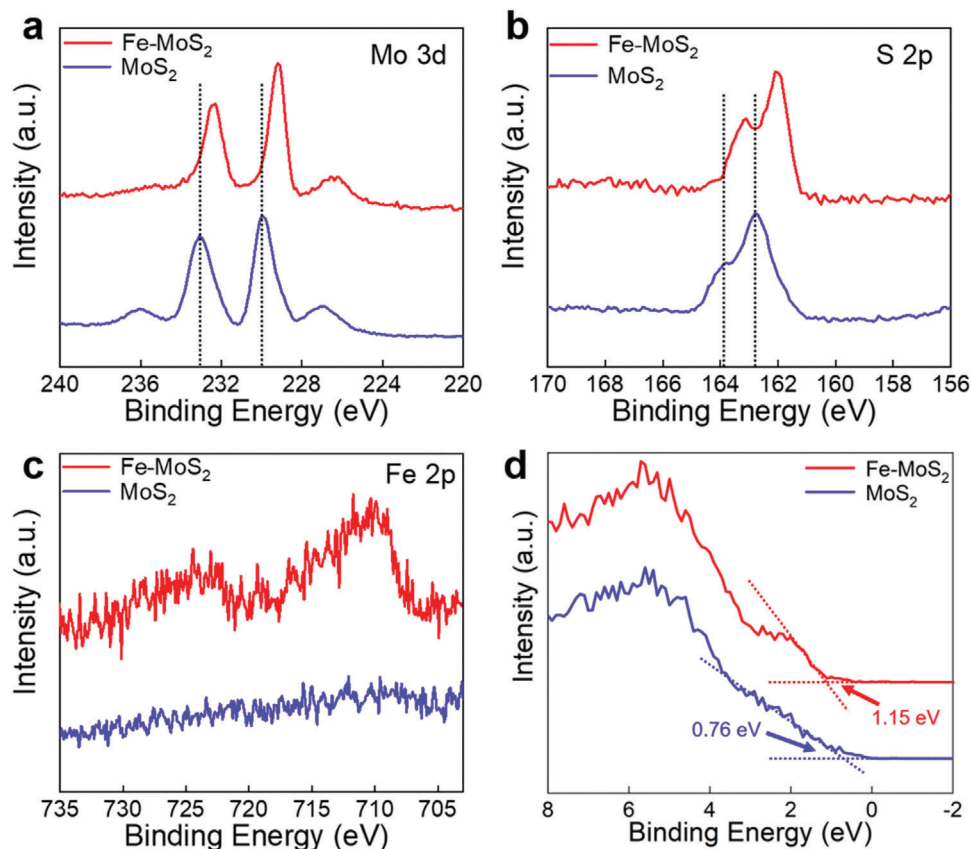 a
Fe-MoS₂
MoS₂
Mo 3d
Intensity (a.u.)
240 236 232 228 224 220
Binding Energy (eV)
b
Fe-MoS₂
MoS₂
S 2p
Intensity (a.u.)
170 168 166 164 162 160 158 156
Binding Energy (eV)
c
Fe-MoS₂
MoS₂
Fe 2p
Intensity (a.u.)
735 730 725 720 715 710 705
Binding Energy (eV)
d
Fe-MoS₂
MoS₂
1.15 eV
0.76 eV
Intensity (a.u.)
8 6 4 2 0 -2
Binding Energy (eV)